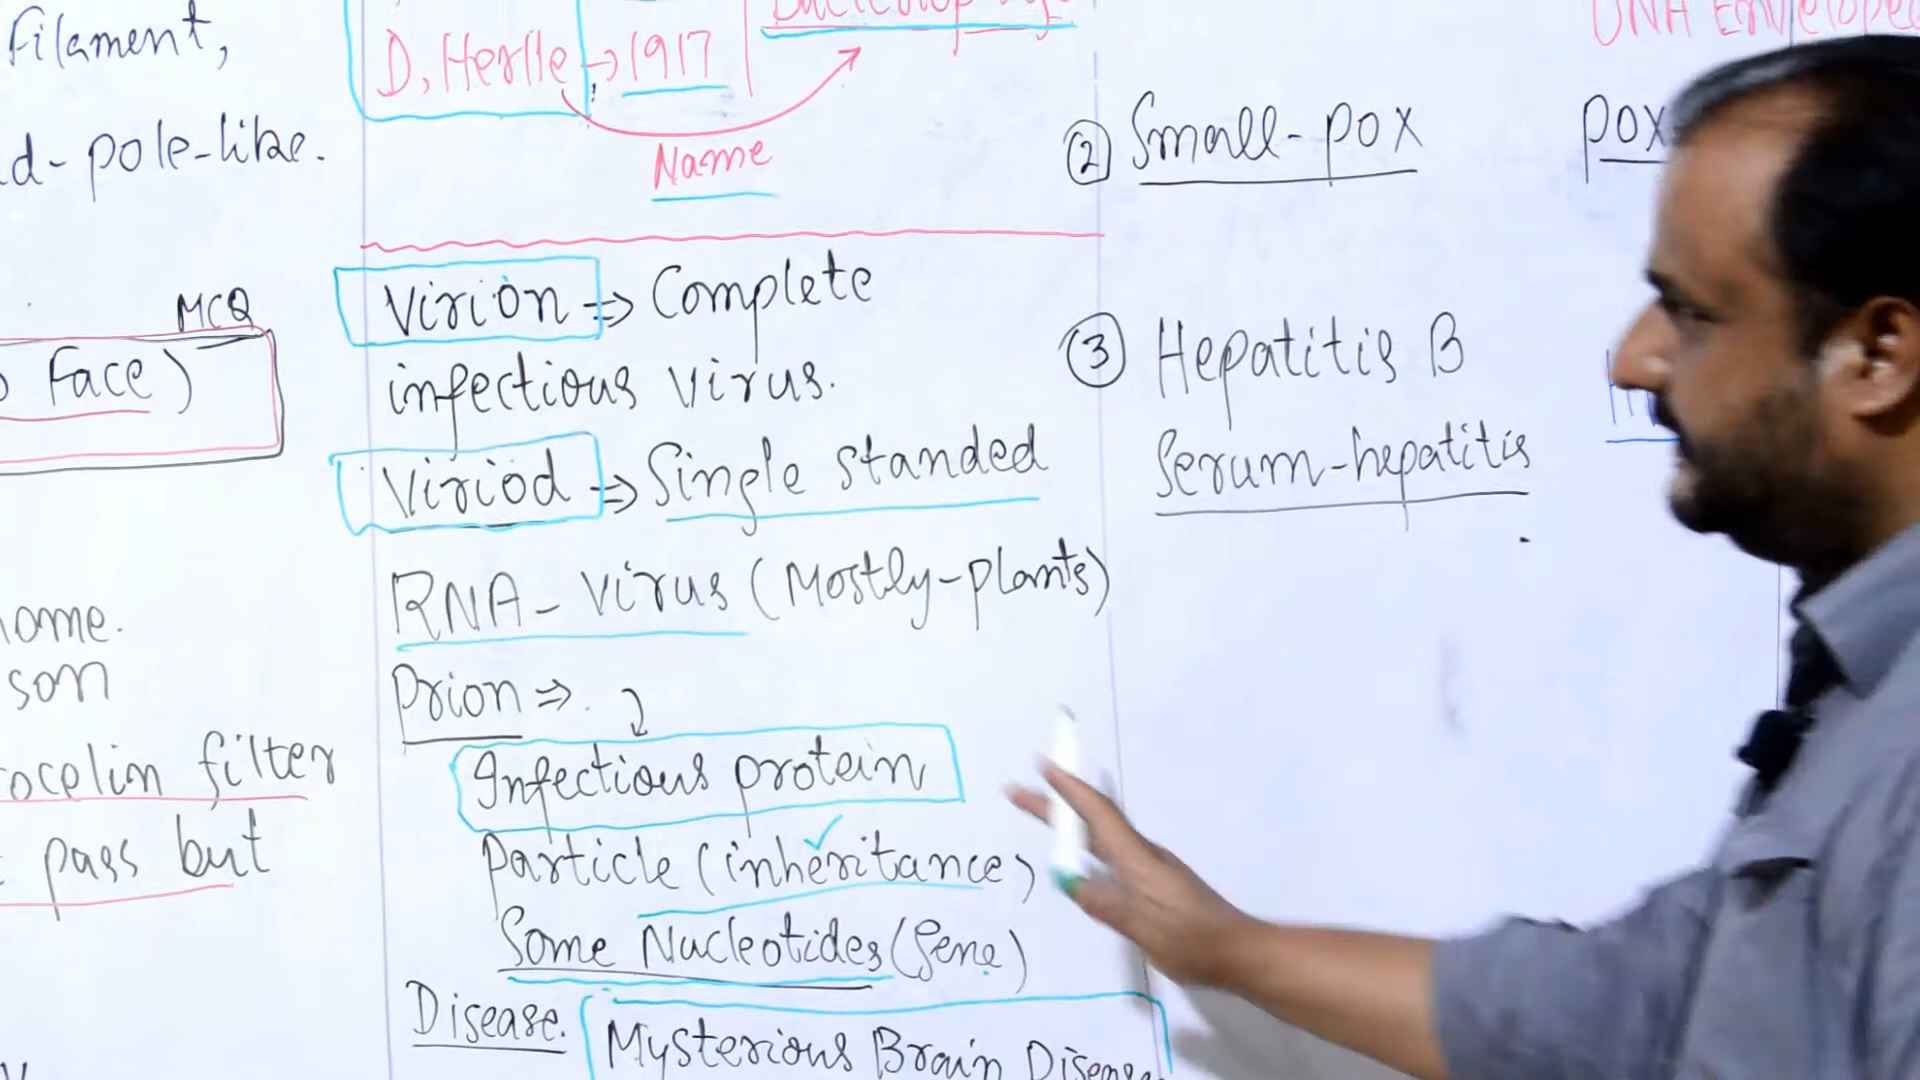 Filament,
d-pole-like.
MCQ
Face)
ome.
son
ocelin filter
pass but
D, Herlle → 1917
Name
Virion ⇒ Complete
infectious virus.
Viriod ⇒ Single standed
RNA- virus (Mostly-plants)
Prion ⇒
Infectious protein
Particle (inheritance)
Some Nucleotides (Gene)
Disease.
Mysterious Brain Disease
② Small-pox
③ Hepatitis B
Serum-hepatitis
DNA Enveloped
pox